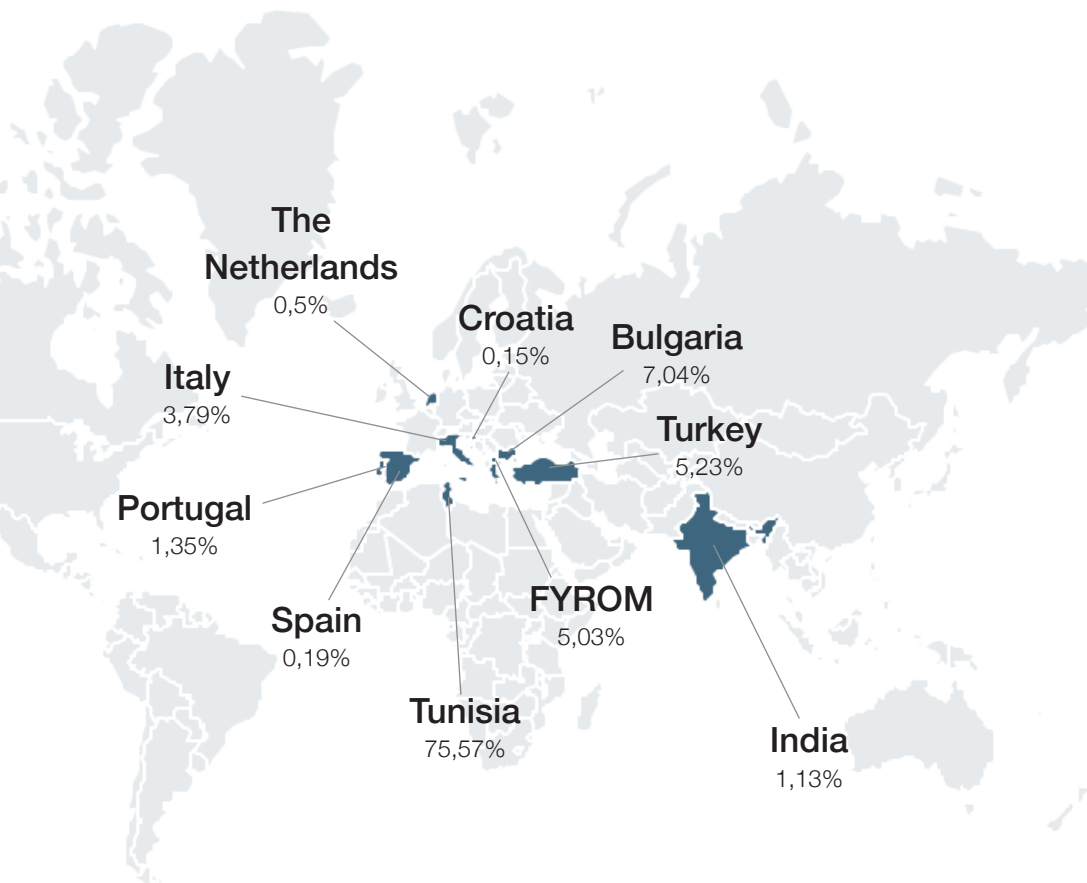 The
Netherlands
0,5%
Croatia
0,15%
Bulgaria
7,04%
Italy
3,79%
Turkey
5,23%
Portugal
1,35%
FYROM
5,03%
Spain
0,19%
Tunisia
75,57%
India
1,13%